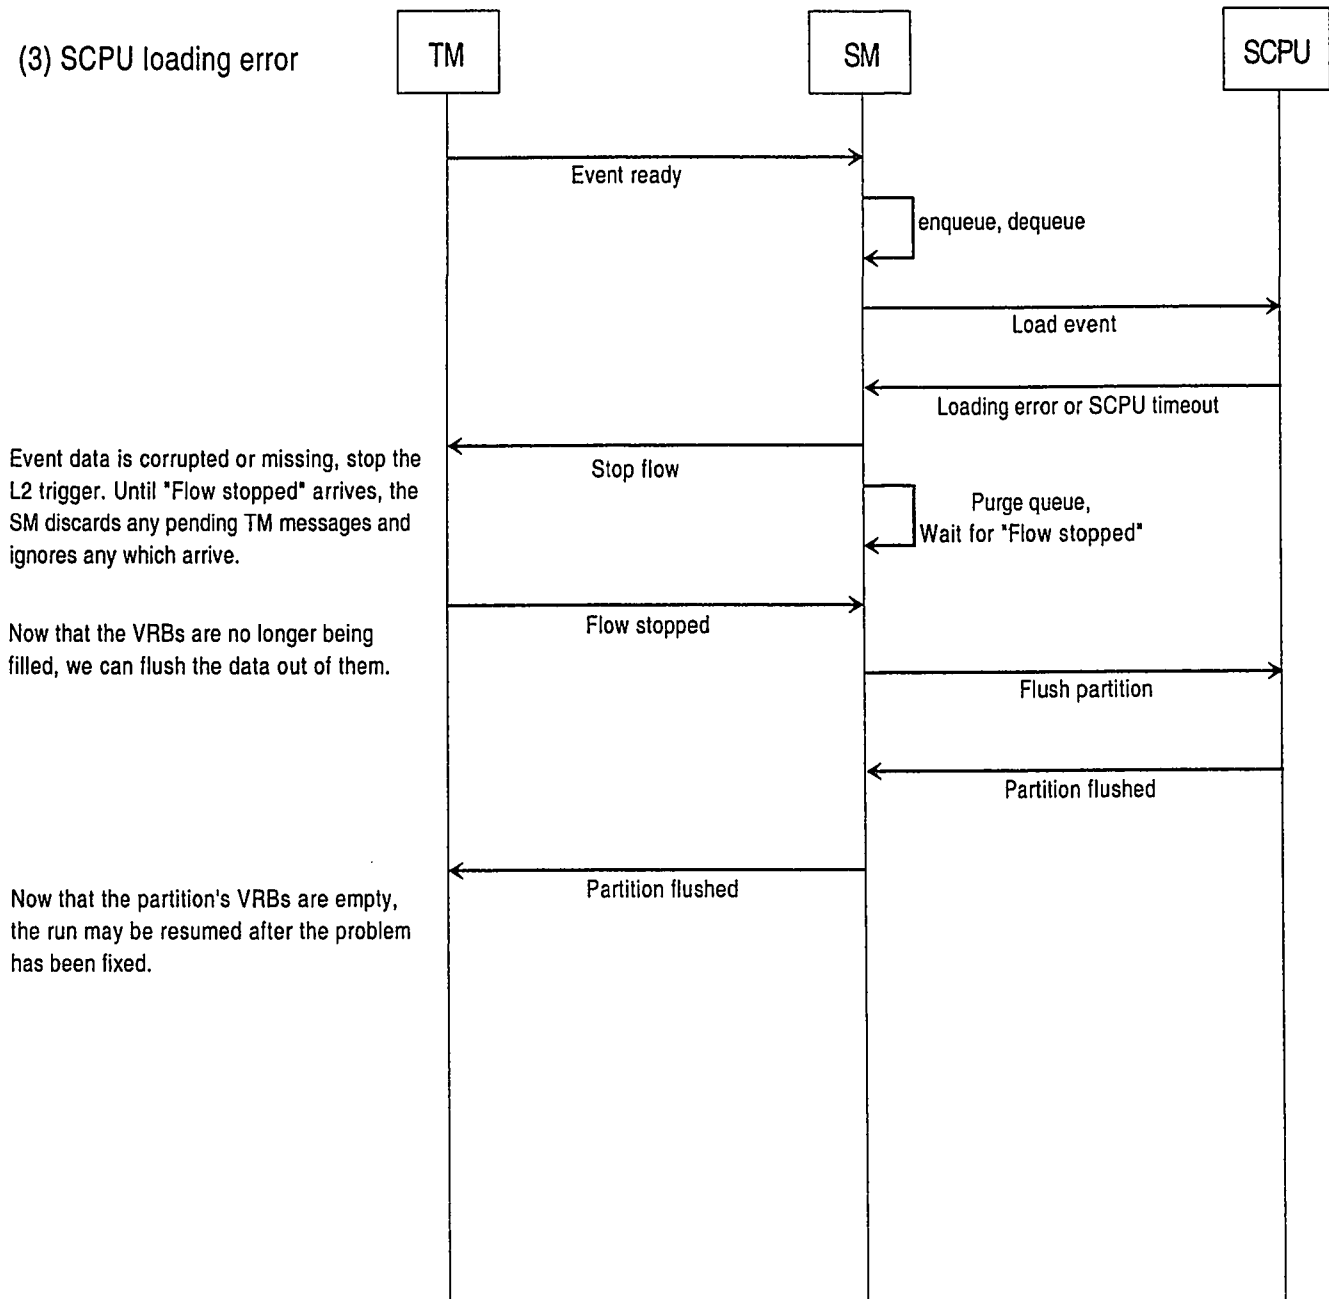 (3) SCPU loading error
TM
SM
SCPU
Event ready
enqueue, dequeue
Load event
Loading error or SCPU timeout
Stop flow
Event data is corrupted or missing, stop the
L2 trigger. Until "Flow stopped" arrives, the
SM discards any pending TM messages and
ignores any which arrive.
Purge queue,
Wait for "Flow stopped"
Flow stopped
Now that the VRBs are no longer being
filled, we can flush the data out of them.
Flush partition
Partition flushed
Partition flushed
Now that the partition's VRBs are empty,
the run may be resumed after the problem
has been fixed.